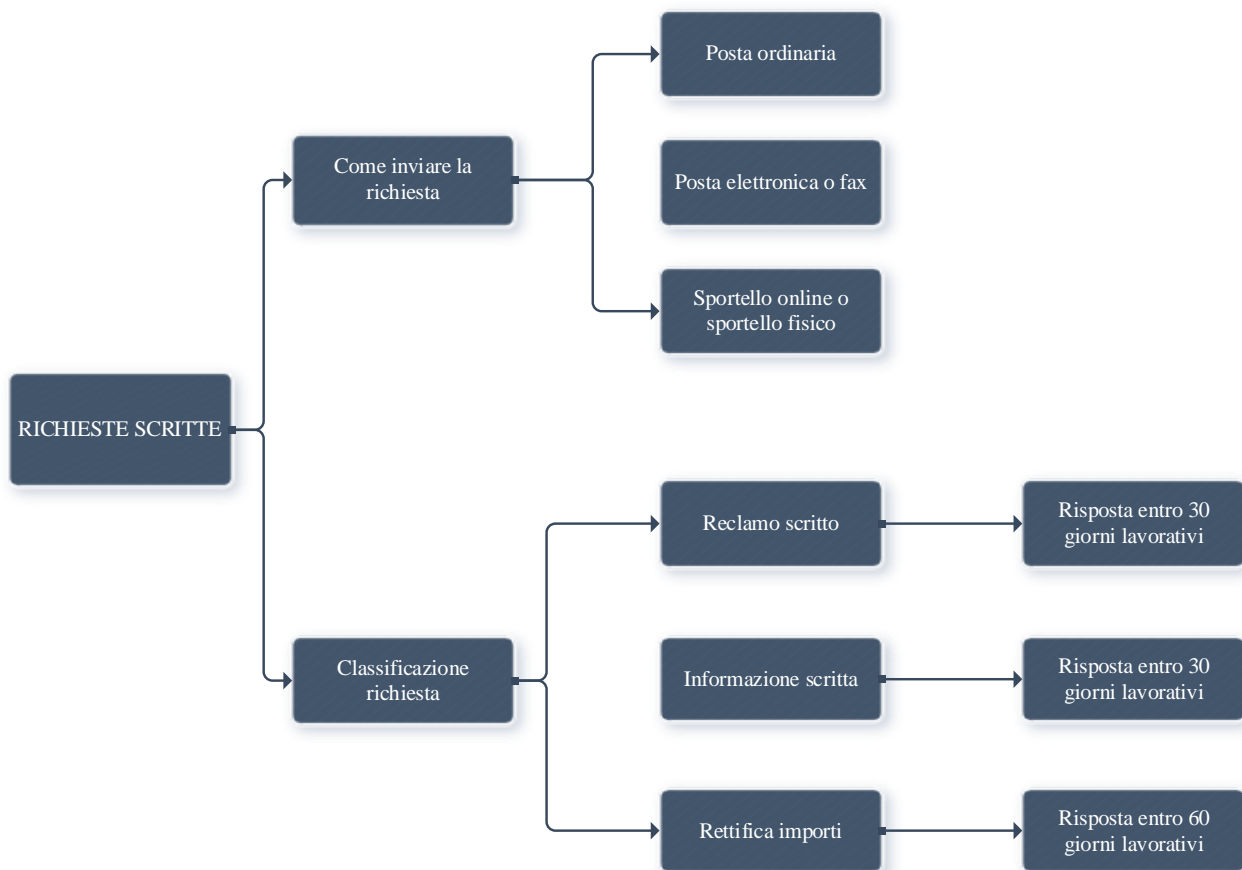 Posta ordinaria
Come inviare la
richiesta
Posta elettronica o fax
Sportello online o
sportello fisico
RICHIESTE SCRITTE
Reclamo scritto
Risposta entro 30
giorni lavorativi
Classificazione
richiesta
Informazione scritta
Risposta entro 30
giorni lavorativi
Rettifica importi
Risposta entro 60
giorni lavorativi